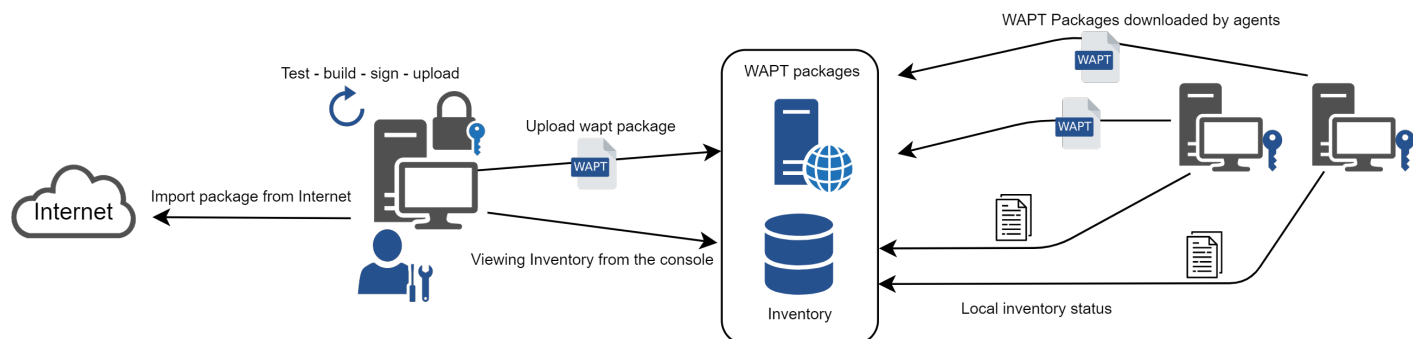 Test - build - sign - upload
Internet
Import package from Internet
Upload wapt package
WAPT
Viewing Inventory from the console
WAPT packages
Inventory
WAPT Packages downloaded by agents
WAPT
WAPT
Local inventory status